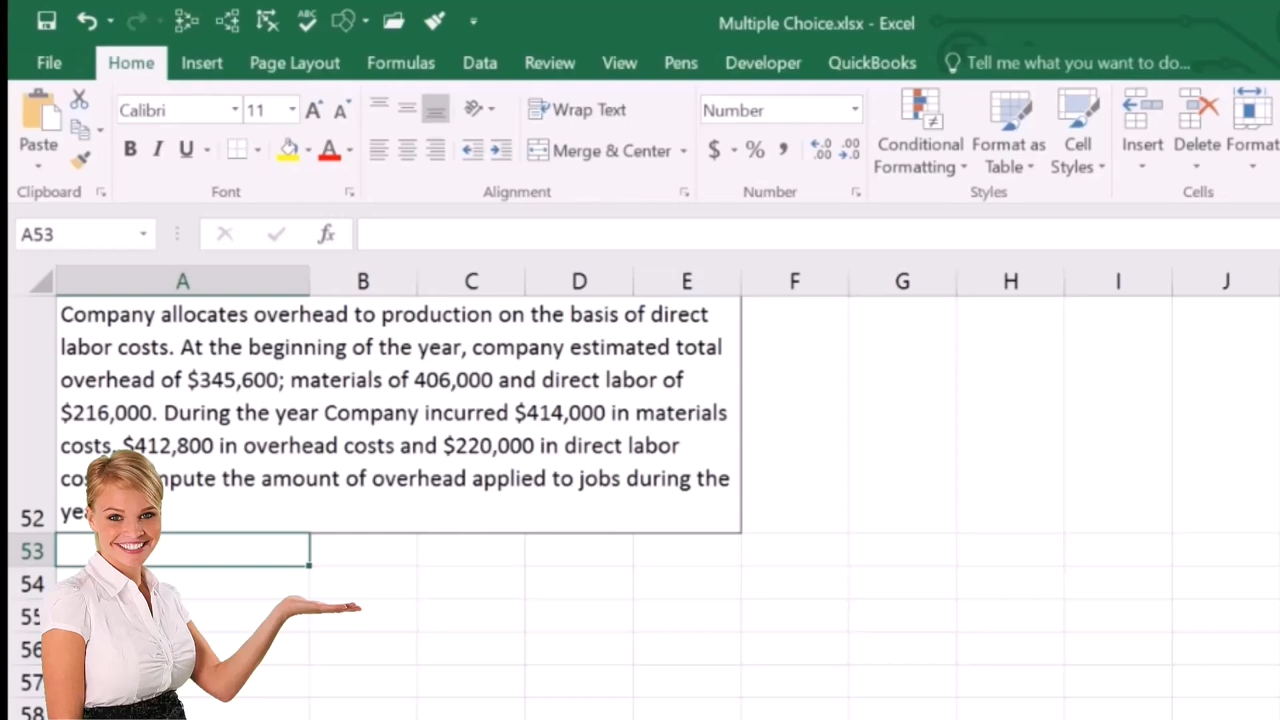 Multiple Choice.xlsx - Excel
File Home Insert Page Layout Formulas Data Review View Pens Developer QuickBooks Tell me what you want to do...
Calibri 11 Wrap Text Number
Paste B I U Merge & Center $ % , Conditional Formatting Format as Table Cell Styles Insert Delete Format
Clipboard Font Alignment Number Styles Cells
A53 fx
A B C D E F G H I J
Company allocates overhead to production on the basis of direct
labor costs. At the beginning of the year, company estimated total
overhead of $345,600; materials of 406,000 and direct labor of
$216,000. During the year Company incurred $414,000 in materials
costs, $412,800 in overhead costs and $220,000 in direct labor
the amount of overhead applied to jobs during the
52
53
54
55
56
57
58